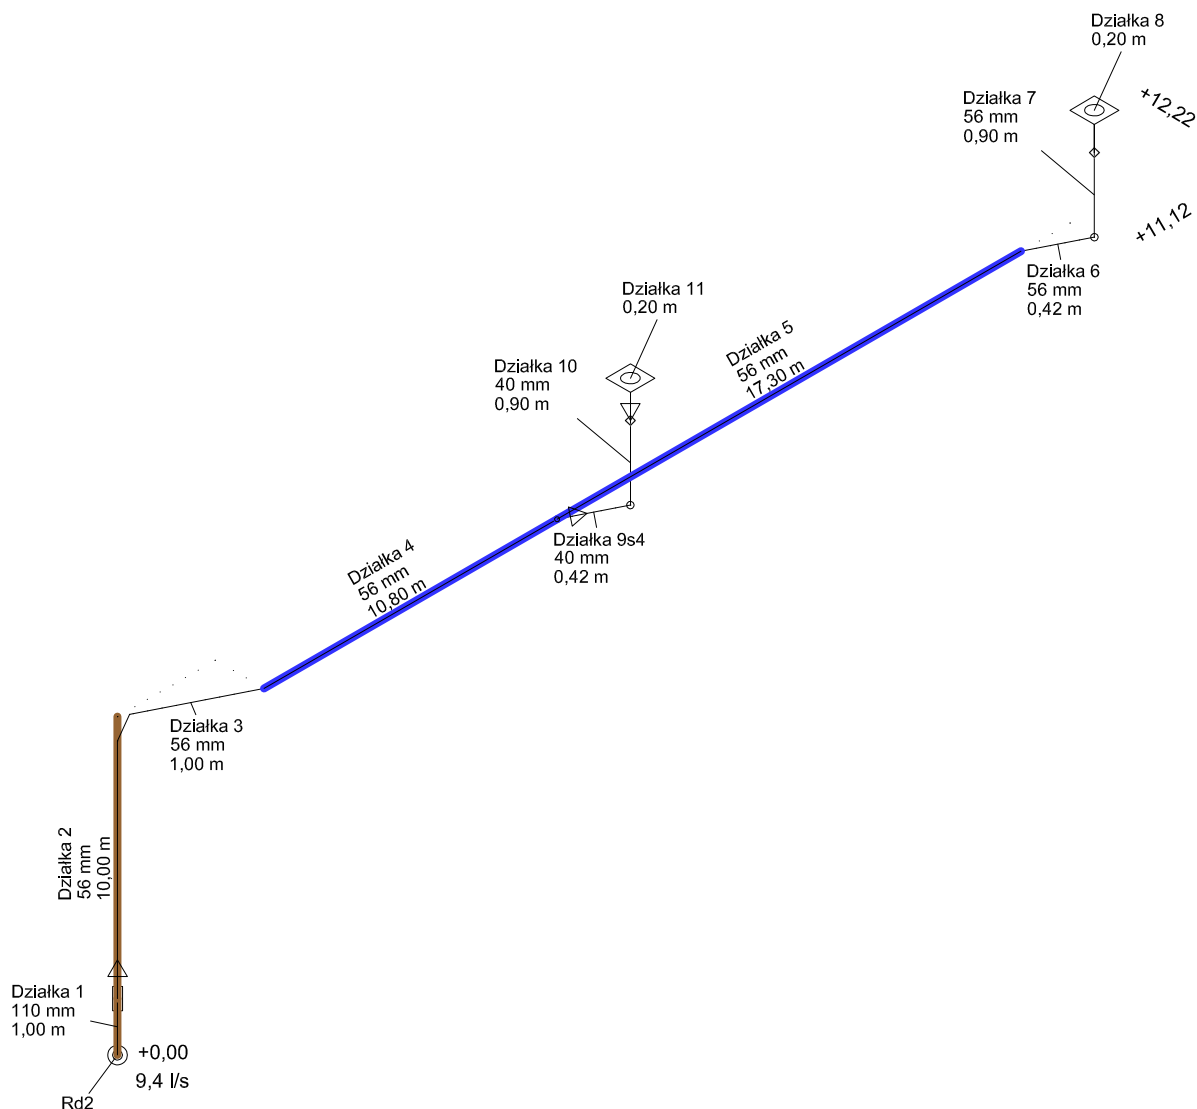 Działka 8
0,20 m
Działka 7
56 mm
0,90 m
+12,22
+11,12
Działka 6
56 mm
0,42 m
Działka 11
0,20 m
Działka 5
56 mm
17,30 m
Działka 10
40 mm
0,90 m
Działka 9s4
40 mm
0,42 m
Działka 4
56 mm
10,80 m
Działka 3
56 mm
1,00 m
Działka 2
56 mm
10,00 m
Działka 1
110 mm
1,00 m
+0,00
9,4 l/s
Rd2